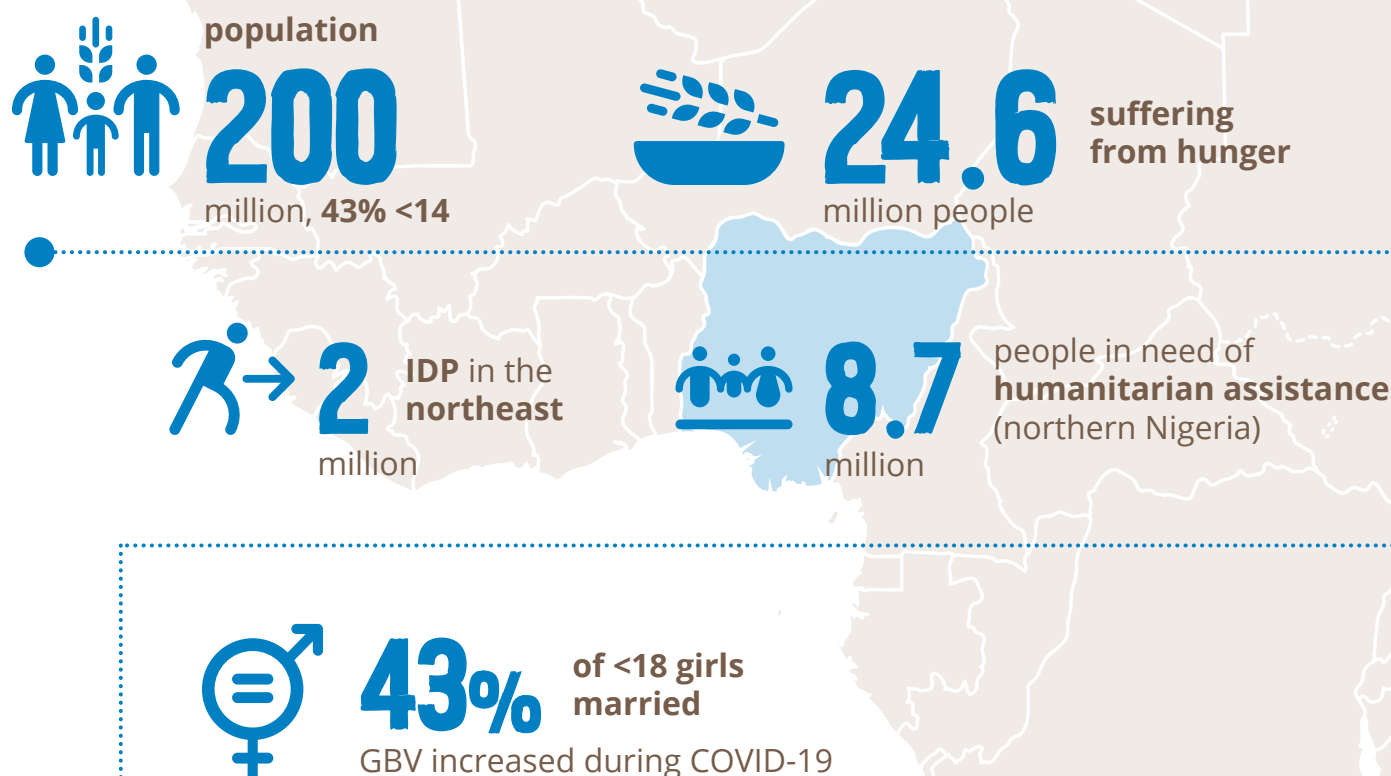 population
200
million, 43% <14
24.6
million people
suffering
from hunger
2
million
IDP in the
northeast
8.7
million
people in need of
humanitarian assistance
(northern Nigeria)
43%
of <18 girls
married
GBV increased during COVID-19